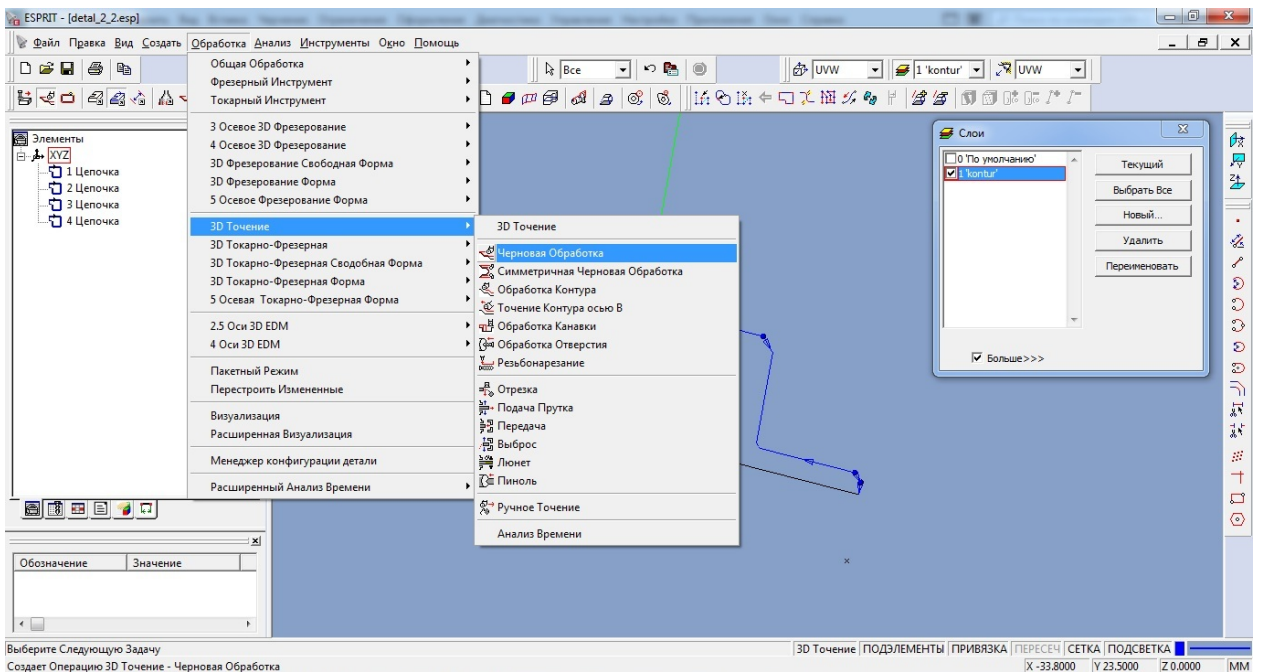 ESPRIT - [detal_2_2.esp]
Файл Правка Вид Создать Обработка Анализ Инструменты Окно Помощь
Все
UVW
1 'kontur'
UVW
Элементы
XYZ
1 Цепочка
2 Цепочка
3 Цепочка
4 Цепочка
Общая Обработка
Фрезерный Инструмент
Токарный Инструмент
3 Осевое 3D Фрезерование
4 Осевое 3D Фрезерование
3D Фрезерование Свободная Форма
3D Фрезерование Форма
5 Осевое Фрезерование Форма
3D Точение
3D Токарно-Фрезерная
3D Токарно-Фрезерная Сводобная Форма
3D Токарно-Фрезерная Форма
5 Осевая Токарно-Фрезерная Форма
2.5 Оси 3D EDM
4 Оси 3D EDM
Пакетный Режим
Перестроить Измененные
Визуализация
Расширенная Визуализация
Менеджер конфигурации детали
Расширенный Анализ Времени
3D Точение
Черновая Обработка
Симметричная Черновая Обработка
Обработка Контура
Точение Контура осью B
Обработка Канавки
Обработка Отверстия
Резьбонарезание
Отрезка
Подача Прутка
Передача
Выброс
Люнет
Пиноль
Ручное Точение
Анализ Времени
Слои
0 'По умолчанию'
1 'kontur'
Текущий
Выбрать Все
Новый...
Удалить
Переименовать
Больше>>>
Обозначение Значение
Выберите Следующую Задачу
3D Точение ПОДЭЛЕМЕНТЫ ПРИВЯЗКА ПЕРЕСЕЧ СЕТКА ПОДСВЕТКА
Создает Операцию 3D Точение - Черновая Обработка
X -33.8000 Y 23.5000 Z 0.0000 MM